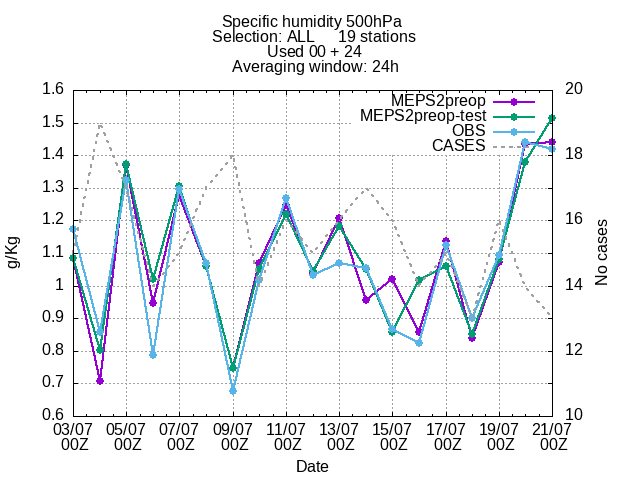 Specific humidity 500hPa
Selection: ALL 19 stations
Used 00 + 24
Averaging window: 24h
MEPS2preop
MEPS2preop-test
OBS
CASES
1.6
1.5
1.4
1.3
1.2
1.1
1
0.9
0.8
0.7
0.6
g/Kg
20
18
16
14
12
10
No cases
03/07 05/07 07/07 09/07 11/07 13/07 15/07 17/07 19/07 21/07
00Z 00Z 00Z 00Z 00Z 00Z 00Z 00Z 00Z 00Z
Date